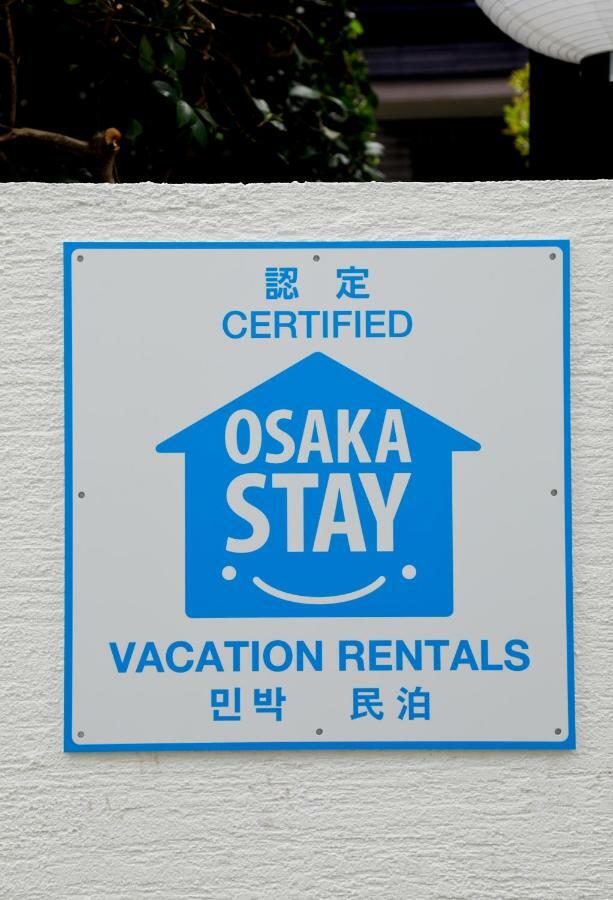 認 定
CERTIFIED
OSAKA
STAY
VACATION RENTALS
민박 民泊